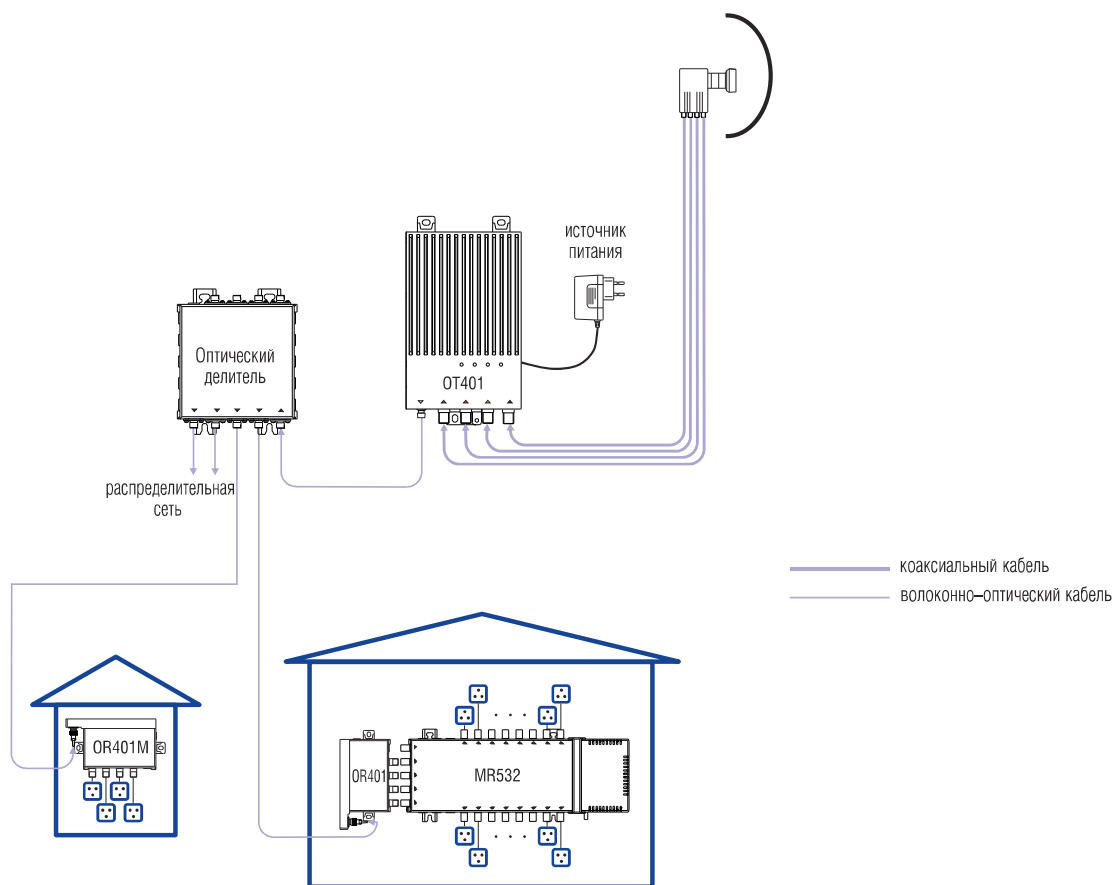 источник
питания
Оптический
делитель
OT401
распределительная
сеть
коаксиальный кабель
волоконно–оптический кабель
OR401M
OR401
MR532